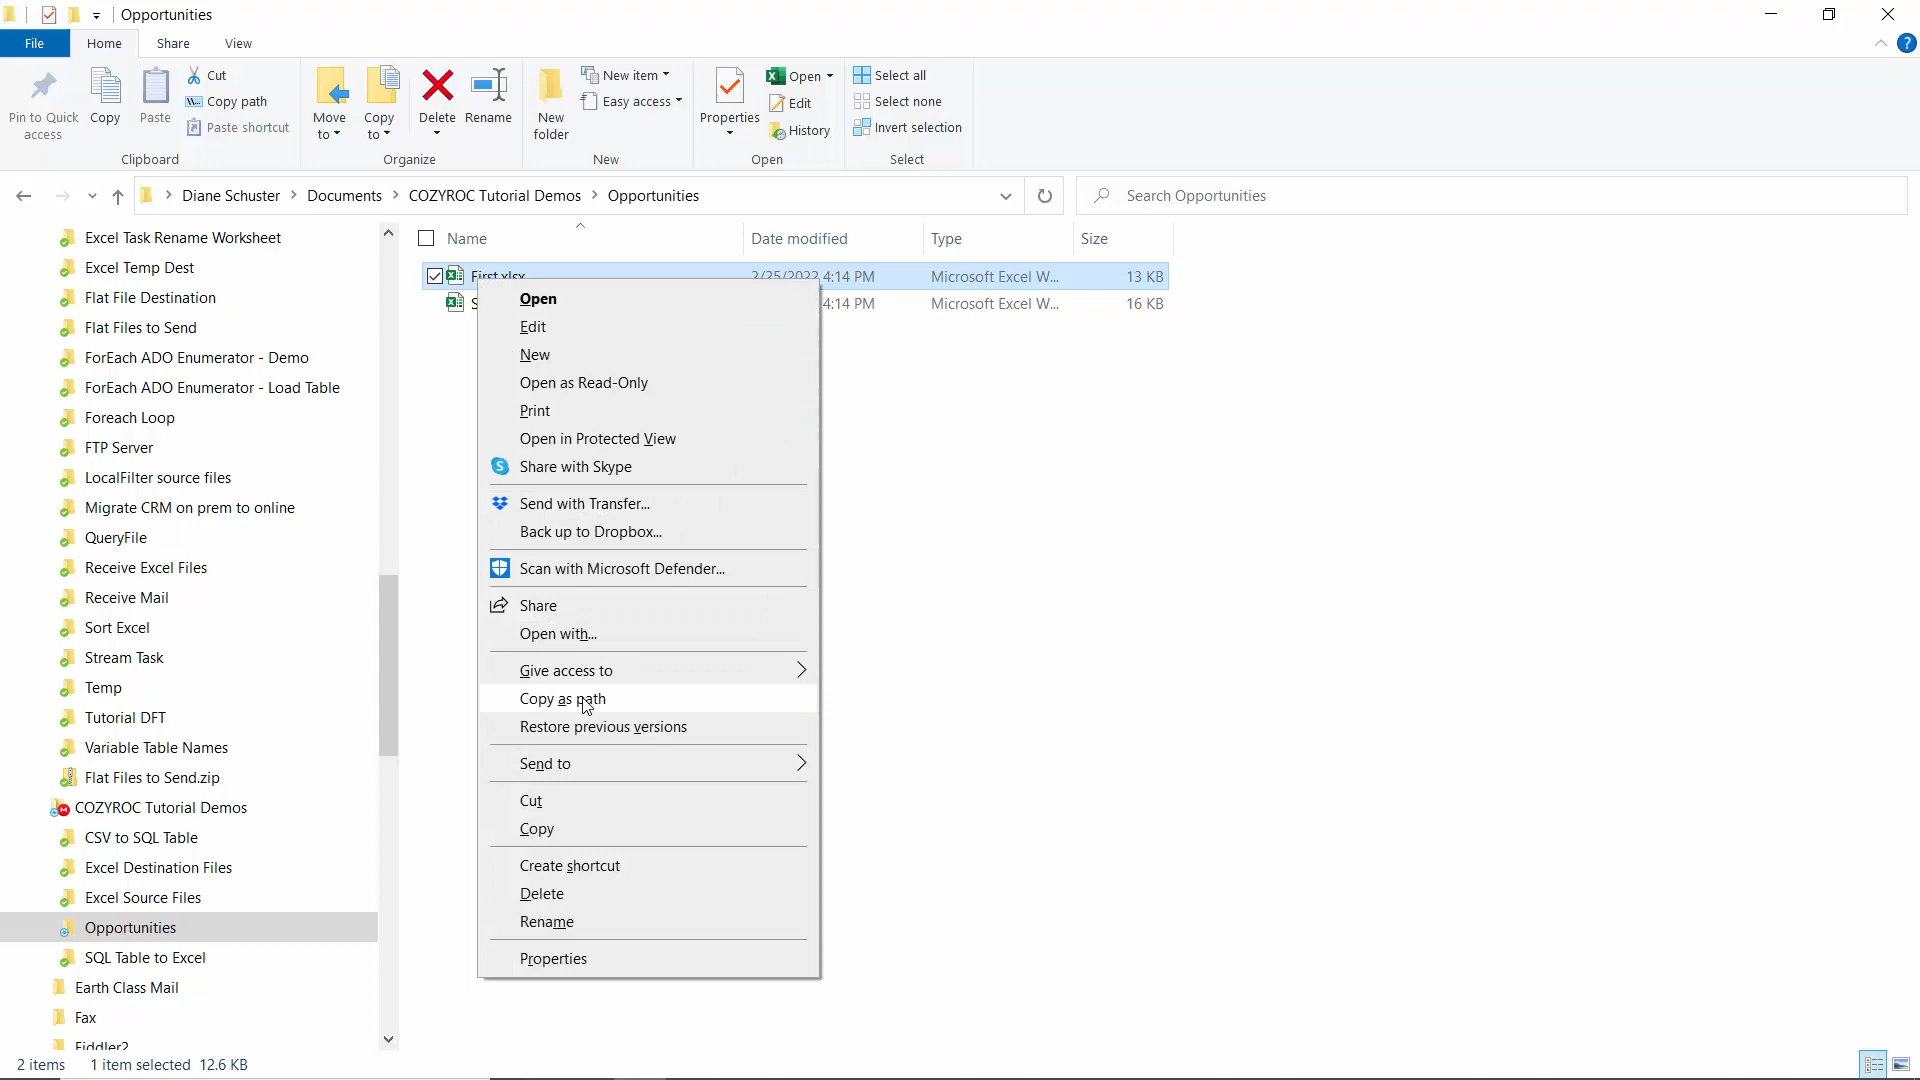 Opportunities
File Home Share View
Pin to Quick access
Copy
Paste
Cut
Copy path
Paste shortcut
Clipboard
Move to
Copy to
Delete
Rename
Organize
New folder
New item
Easy access
New
Properties
Open
Edit
History
Open
Select all
Select none
Invert selection
Select
Diane Schuster Documents COZYROC Tutorial Demos Opportunities
Search Opportunities
Excel Task Rename Worksheet
Excel Temp Dest
Flat File Destination
Flat Files to Send
ForEach ADO Enumerator - Demo
ForEach ADO Enumerator - Load Table
Foreach Loop
FTP Server
LocalFilter source files
Migrate CRM on prem to online
QueryFile
Receive Excel Files
Receive Mail
Sort Excel
Stream Task
Temp
Tutorial DFT
Variable Table Names
Flat Files to Send.zip
COZYROC Tutorial Demos
CSV to SQL Table
Excel Destination Files
Excel Source Files
Opportunities
SQL Table to Excel
Earth Class Mail
Fax
Fiddler2
Name Date modified Type Size
First.xlsx 2/25/2022 4:14 PM Microsoft Excel W... 13 KB
4:14 PM Microsoft Excel W... 16 KB
Open
Edit
New
Open as Read-Only
Print
Open in Protected View
Share with Skype
Send with Transfer...
Back up to Dropbox...
Scan with Microsoft Defender...
Share
Open with...
Give access to
Copy as path
Restore previous versions
Send to
Cut
Copy
Create shortcut
Delete
Rename
Properties
2 items 1 item selected 12.6 KB